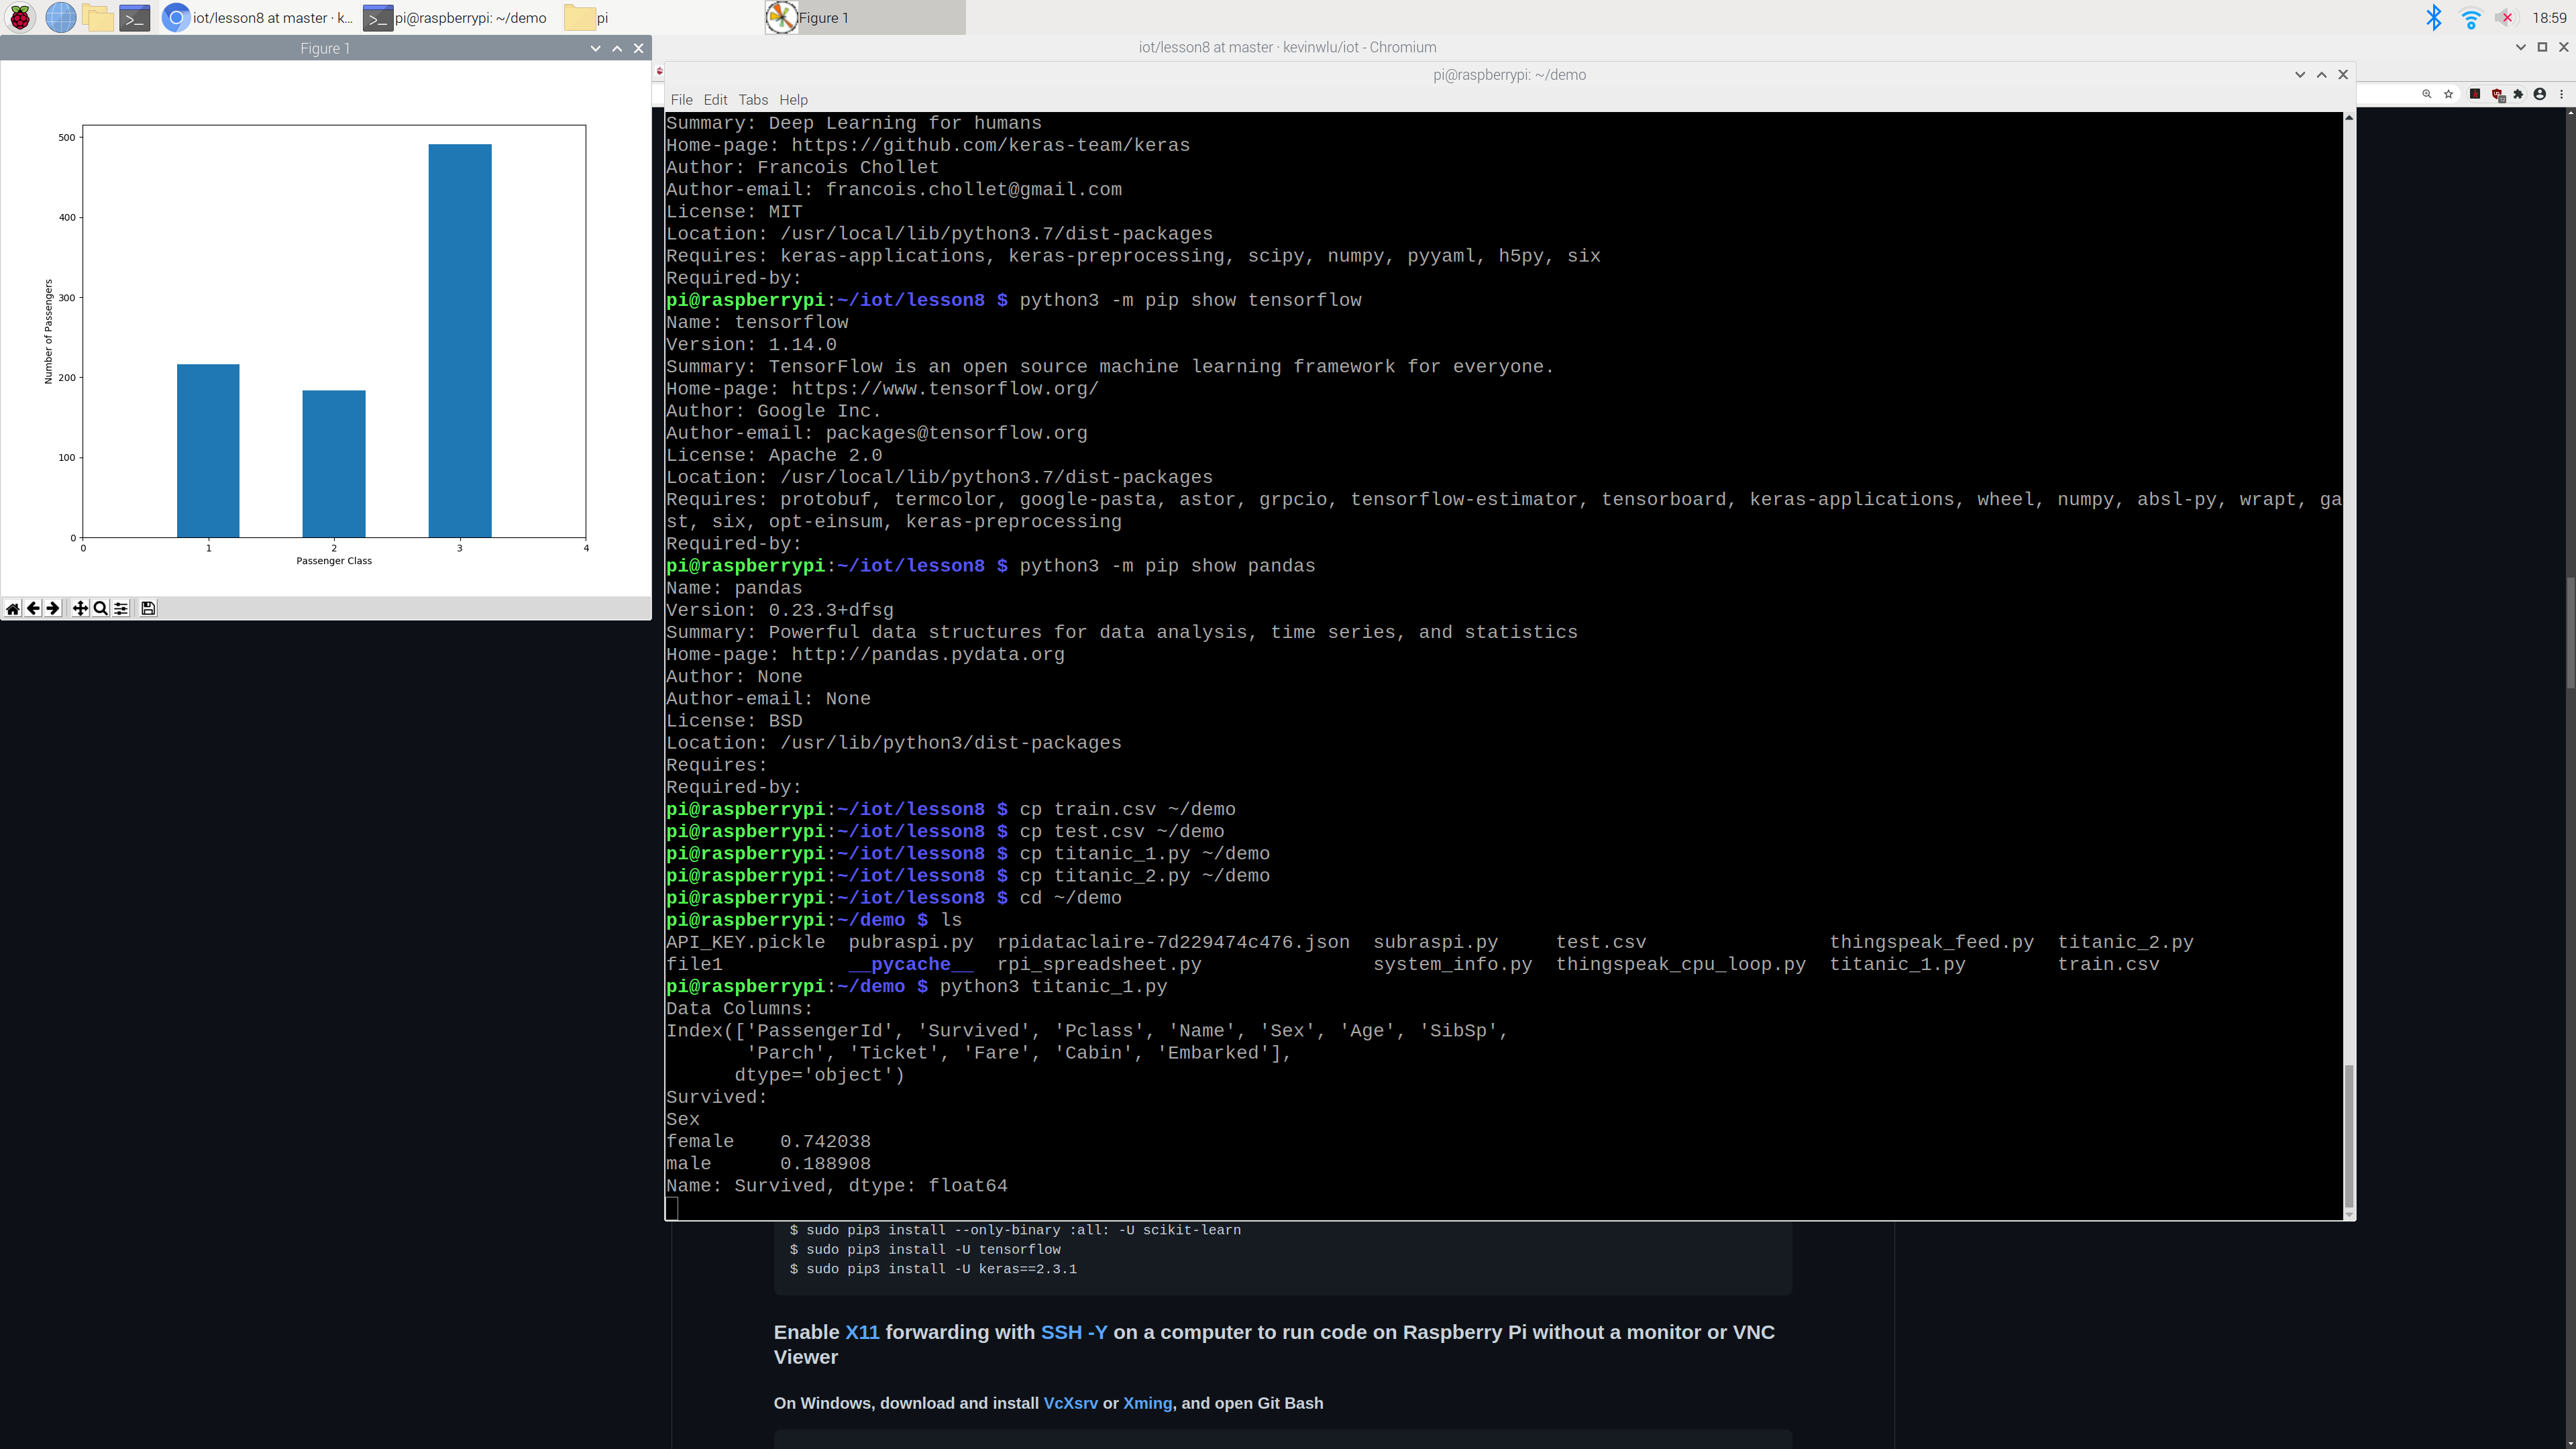 iot/lesson8 at master · k...
pi@raspberrypi: ~/demo
pi
Figure 1
18:59
Figure 1
500
400
300
200
100
0
Number of Passengers
0 1 2 3 4
Passenger Class
iot/lesson8 at master · kevinwlu/iot - Chromium
pi@raspberrypi: ~/demo
File Edit Tabs Help
Summary: Deep Learning for humans
Home-page: https://github.com/keras-team/keras
Author: Francois Chollet
Author-email: francois.chollet@gmail.com
License: MIT
Location: /usr/local/lib/python3.7/dist-packages
Requires: keras-applications, keras-preprocessing, scipy, numpy, pyyaml, h5py, six
Required-by:
pi@raspberrypi:~/iot/lesson8 $ python3 -m pip show tensorflow
Name: tensorflow
Version: 1.14.0
Summary: TensorFlow is an open source machine learning framework for everyone.
Home-page: https://www.tensorflow.org/
Author: Google Inc.
Author-email: packages@tensorflow.org
License: Apache 2.0
Location: /usr/local/lib/python3.7/dist-packages
Requires: protobuf, termcolor, google-pasta, astor, grpcio, tensorflow-estimator, tensorboard, keras-applications, wheel, numpy, absl-py, wrapt, ga
st, six, opt-einsum, keras-preprocessing
Required-by:
pi@raspberrypi:~/iot/lesson8 $ python3 -m pip show pandas
Name: pandas
Version: 0.23.3+dfsg
Summary: Powerful data structures for data analysis, time series, and statistics
Home-page: http://pandas.pydata.org
Author: None
Author-email: None
License: BSD
Location: /usr/lib/python3/dist-packages
Requires:
Required-by:
pi@raspberrypi:~/iot/lesson8 $ cp train.csv ~/demo
pi@raspberrypi:~/iot/lesson8 $ cp test.csv ~/demo
pi@raspberrypi:~/iot/lesson8 $ cp titanic_1.py ~/demo
pi@raspberrypi:~/iot/lesson8 $ cp titanic_2.py ~/demo
pi@raspberrypi:~/iot/lesson8 $ cd ~/demo
pi@raspberrypi:~/demo $ ls
API_KEY.pickle pubraspi.py rpidataclaire-7d229474c476.json subraspi.py test.csv thingspeak_feed.py titanic_2.py
file1 __pycache__ rpi_spreadsheet.py system_info.py thingspeak_cpu_loop.py titanic_1.py train.csv
pi@raspberrypi:~/demo $ python3 titanic_1.py
Data Columns:
Index(['PassengerId', 'Survived', 'Pclass', 'Name', 'Sex', 'Age', 'SibSp',
'Parch', 'Ticket', 'Fare', 'Cabin', 'Embarked'],
dtype='object')
Survived:
Sex
female 0.742038
male 0.188908
Name: Survived, dtype: float64
$ sudo pip3 install --only-binary :all: -U scikit-learn
$ sudo pip3 install -U tensorflow
$ sudo pip3 install -U keras==2.3.1
Enable X11 forwarding with SSH -Y on a computer to run code on Raspberry Pi without a monitor or VNC
Viewer
On Windows, download and install VcXsrv or Xming, and open Git Bash